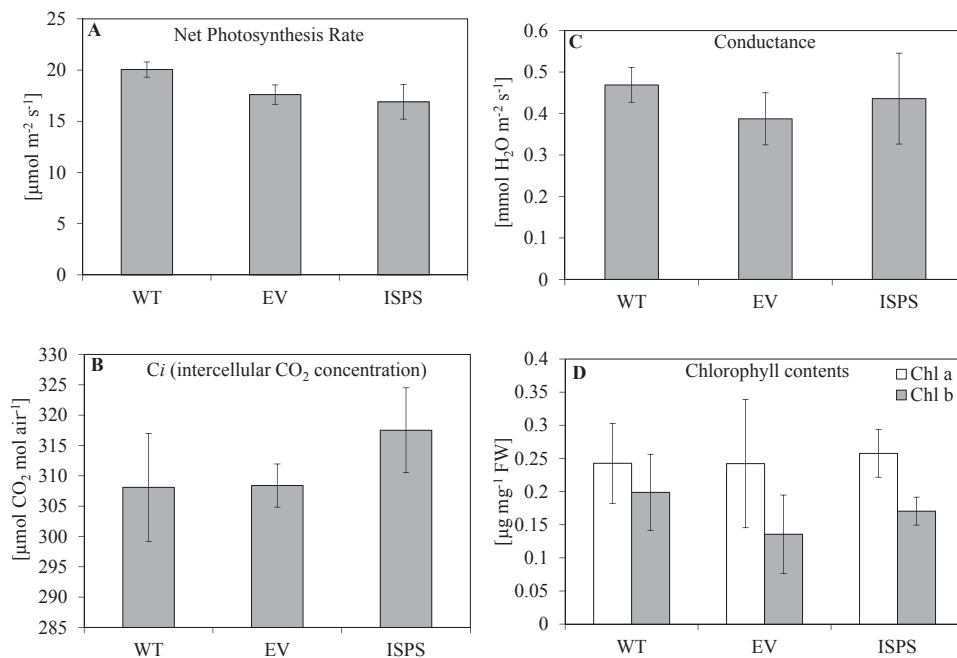 A
Net Photosynthesis Rate
[µmol m⁻² s⁻¹]
25
20
15
10
5
0
WT EV ISPS
C
Conductance
[mmol H₂O m⁻² s⁻¹]
0.6
0.5
0.4
0.3
0.2
0.1
0
WT EV ISPS
B
Ci (intercellular CO₂ concentration)
[µmol CO₂ mol air⁻¹]
330
325
320
315
310
305
300
295
290
285
WT EV ISPS
D
Chlorophyll contents
Chl a
Chl b
[µg mg⁻¹ FW]
0.4
0.35
0.3
0.25
0.2
0.15
0.1
0.05
0
WT EV ISPS